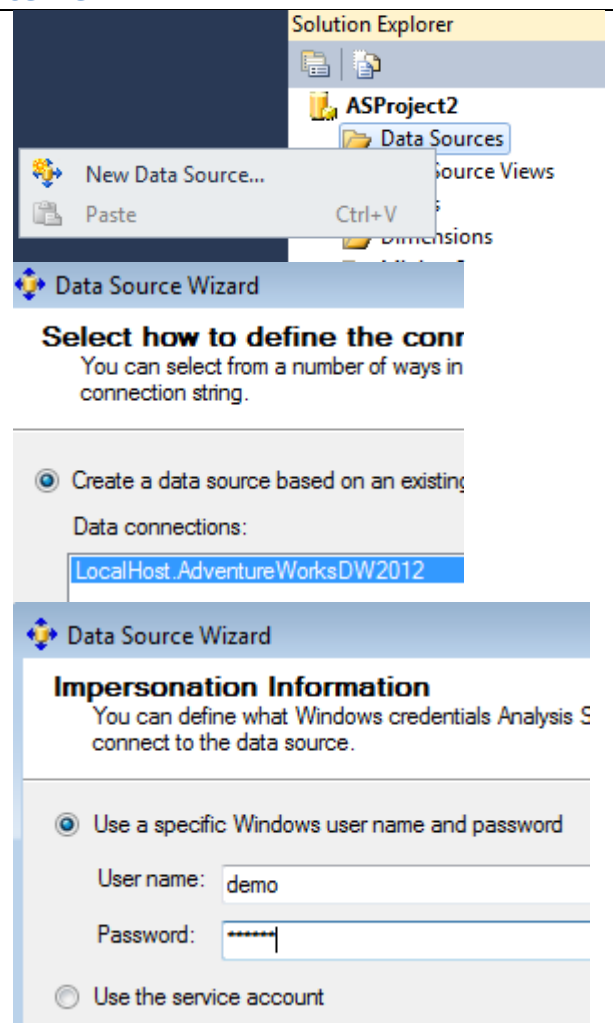 Solution Explorer
ASProject2
Data Sources
New Data Source...
Source Views
Paste Ctrl+V
Dimensions
Data Source Wizard
Select how to define the conn
You can select from a number of ways in
connection string.
Create a data source based on an existing
Data connections:
LocalHost.AdventureWorksDW2012
Data Source Wizard
Impersonation Information
You can define what Windows credentials Analysis S
connect to the data source.
Use a specific Windows user name and password
User name: demo
Password: ******
Use the service account